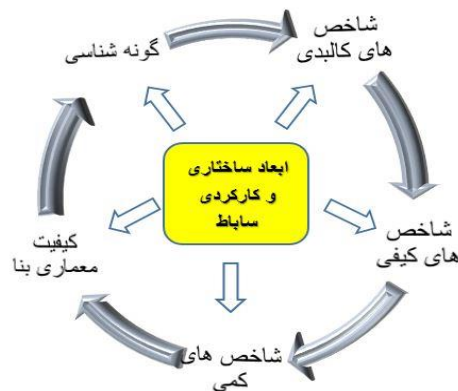 شاخص
های کالبدی
گونه شناسی
ابعاد ساختاری
و کارکردی
ساباط
شاخص
های کیفی
کیفیت
معماری بنا
شاخص های
کمی